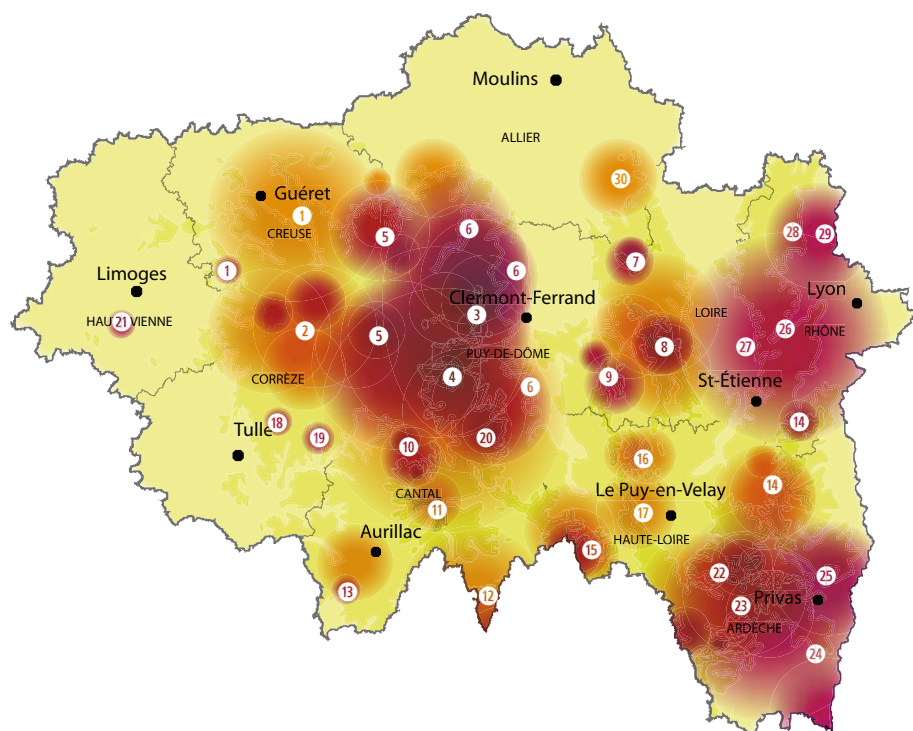 Moulins
ALLIER
30
Guéret
1
CREUSE
5
6
28
29
1
6
7
Limoges
Clermont-Ferrand
Lyon
21
HAUTE-VIENNE
3
LOIRE
RHÔNE
26
2
5
PUY-DE-DÔME
8
27
CORRÈZE
4
6
9
St-Étienne
18
19
Tulle
20
14
10
16
CANTAL
11
Le Puy-en-Velay
14
17
HAUTE-LOIRE
Aurillac
15
13
12
22
25
23
Privas
ARDÈCHE
24